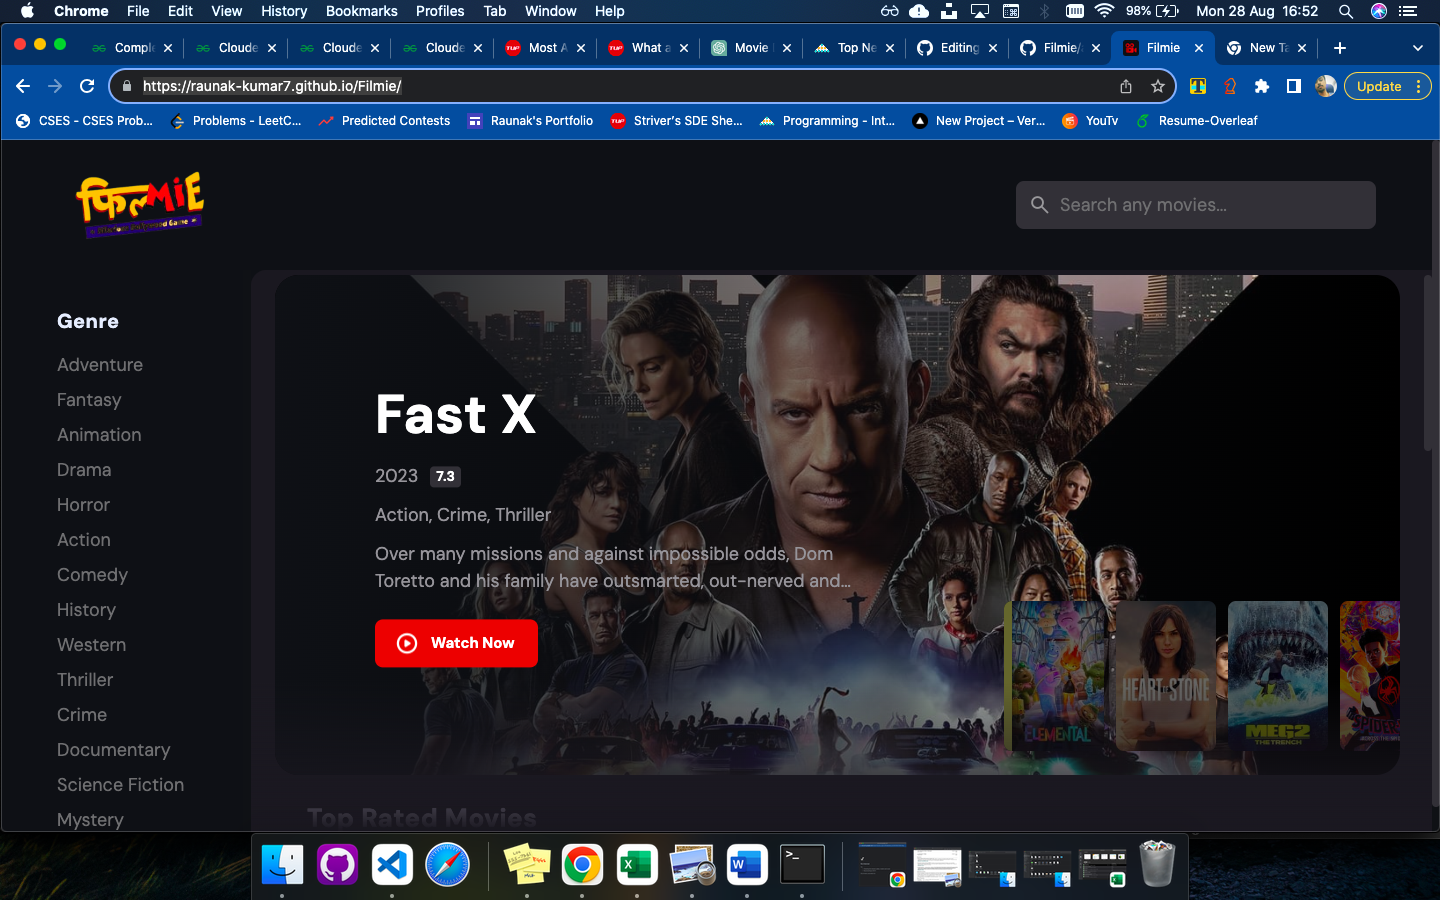 Chrome File Edit View History Bookmarks Profiles Tab Window Help 98% Mon 28 Aug 16:52
Comple Cloude Cloude Cloude Most A What a Movie Top Ne Editing Filmie/ Filmie New Ta
https://raunak-kumar7.github.io/Filmie/ Update
CSES - CSES Prob... Problems - LeetC... Predicted Contests Raunak's Portfolio Striver's SDE She... Programming - Int... New Project – Ver... YouTv Resume-Overleaf
फिल्MiE
Search any movies...
Genre
Adventure
Fantasy
Animation
Drama
Horror
Action
Comedy
History
Western
Thriller
Crime
Documentary
Science Fiction
Mystery
Fast X
2023 7.3
Action, Crime, Thriller
Over many missions and against impossible odds, Dom
Toretto and his family have outsmarted, out-nerved and...
Watch Now
ELEMENTAL
HEART OF STONE
MEG2
THE TRENCH
Top Rated Movies